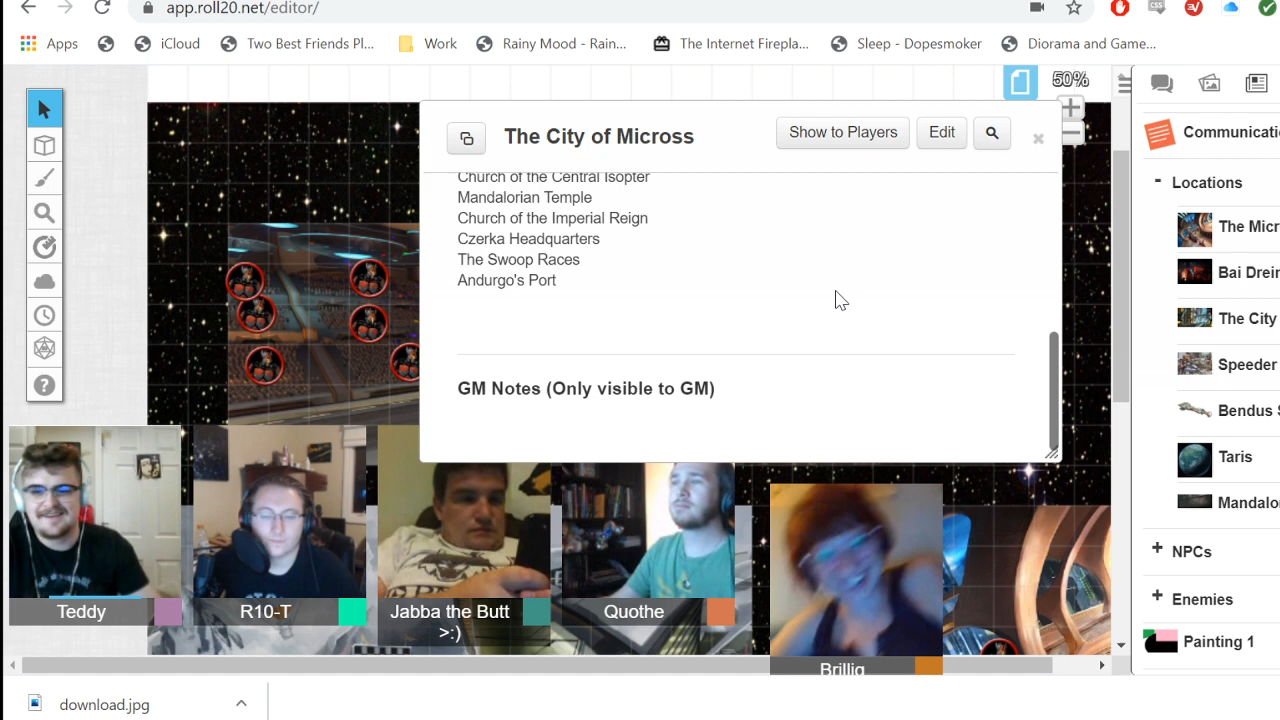 app.roll20.net/editor/
Apps
iCloud
Two Best Friends Pl...
Work
Rainy Mood - Rain...
The Internet Firepla...
Sleep - Dopesmoker
Diorama and Game...
CSS
50%
The City of Micross
Show to Players
Edit
Church of the Central Isopter
Mandalorian Temple
Church of the Imperial Reign
Czerka Headquarters
The Swoop Races
Andurgo's Port
GM Notes (Only visible to GM)
Communicati
- Locations
The Micr
Bai Drein
The City
Speeder
Bendus S
Taris
Mandalo
+ NPCs
+ Enemies
Painting 1
Teddy
R10-T
Jabba the Butt
>:)
Quothe
Brillig
download.jpg